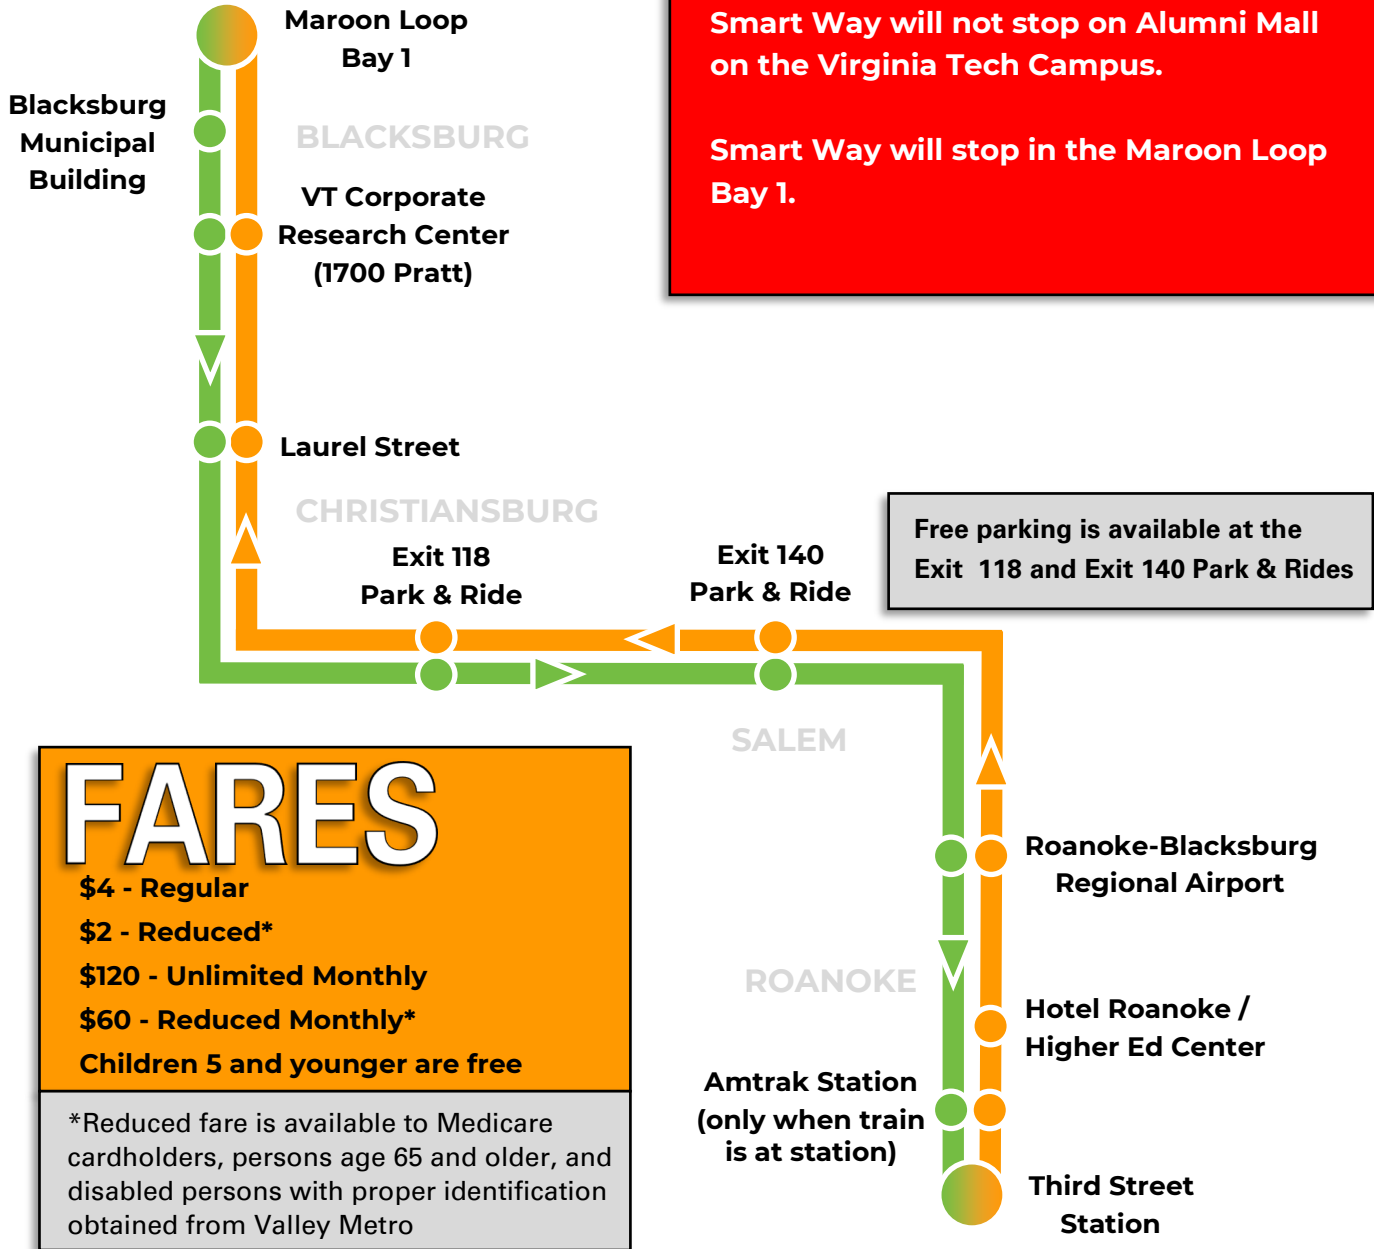 Maroon Loop
Bay 1
Smart Way will not stop on Alumni Mall
on the Virginia Tech Campus.
Smart Way will stop in the Maroon Loop
Bay 1.
Blacksburg
Municipal
Building
BLACKSBURG
VT Corporate
Research Center
(1700 Pratt)
Laurel Street
CHRISTIANSBURG
Exit 118
Park & Ride
Exit 140
Park & Ride
Free parking is available at the
Exit 118 and Exit 140 Park & Rides
SALEM
FARES
$4 - Regular
$2 - Reduced*
$120 - Unlimited Monthly
$60 - Reduced Monthly*
Children 5 and younger are free
*Reduced fare is available to Medicare
cardholders, persons age 65 and older, and
disabled persons with proper identification
obtained from Valley Metro
Roanoke-Blacksburg
Regional Airport
ROANOKE
Hotel Roanoke /
Higher Ed Center
Amtrak Station
(only when train
is at station)
Third Street
Station